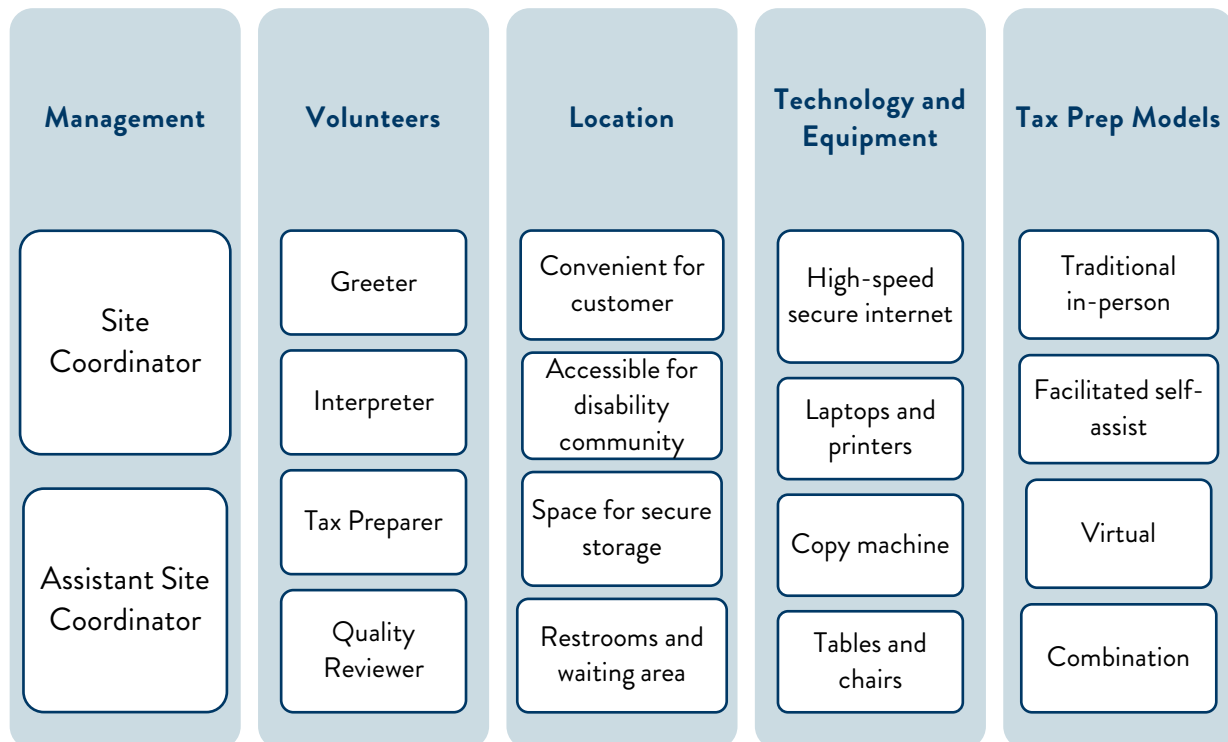 Management
Site
Coordinator
Assistant Site
Coordinator
Volunteers
Greeter
Interpreter
Tax Preparer
Quality
Reviewer
Location
Convenient for
customer
Accessible for
disability
community
Space for secure
storage
Restrooms and
waiting area
Technology and
Equipment
High-speed
secure internet
Laptops and
printers
Copy machine
Tables and
chairs
Tax Prep Models
Traditional
in-person
Facilitated self-
assist
Virtual
Combination